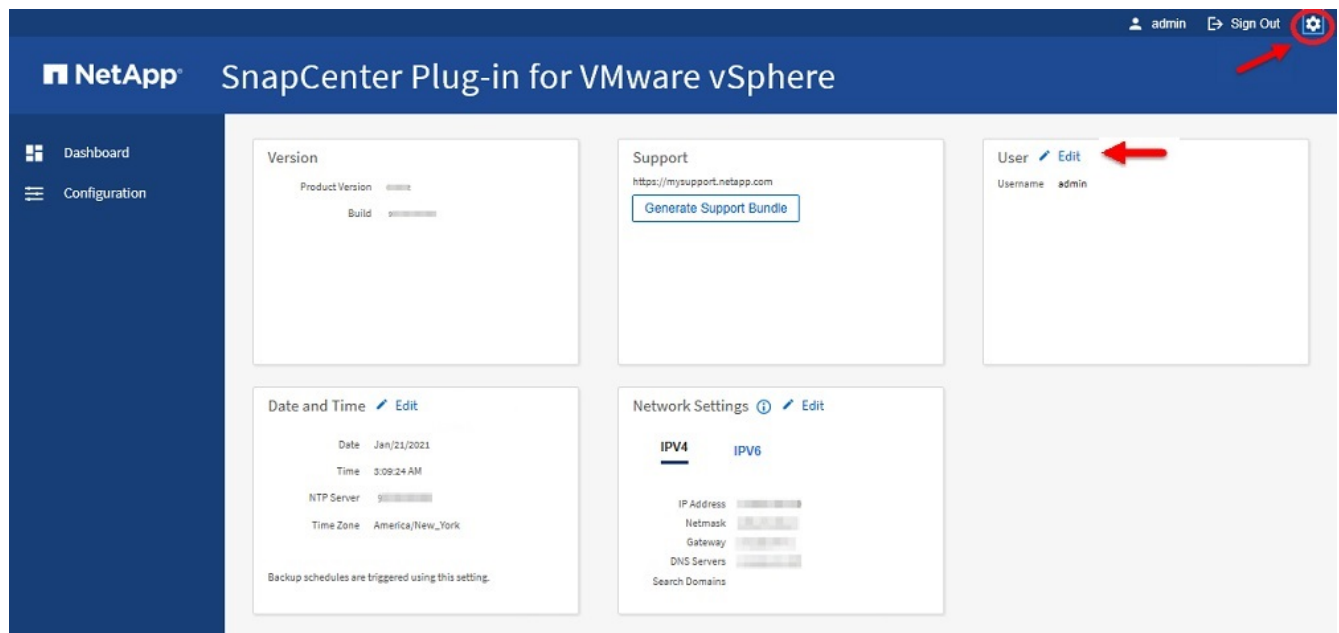 admin Sign Out
NetApp SnapCenter Plug-in for VMware vSphere
Dashboard
Configuration
Version
Product Version
Build
Support
https://mysupport.netapp.com
Generate Support Bundle
User Edit
Username admin
Date and Time Edit
Date Jan/21/2021
Time 5:09:24 AM
NTP Server
Time Zone America/New_York
Backup schedules are triggered using this setting.
Network Settings Edit
IPV4 IPV6
IP Address
Netmask
Gateway
DNS Servers
Search Domains